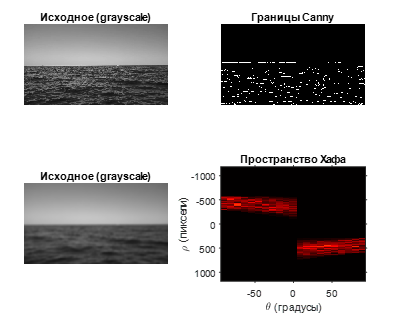 Исходное (grayscale)
Границы Canny
Исходное (grayscale)
Пространство Хафа
-1000
-500
0
500
1000
ρ (пиксели)
-50
0
50
θ (градусы)